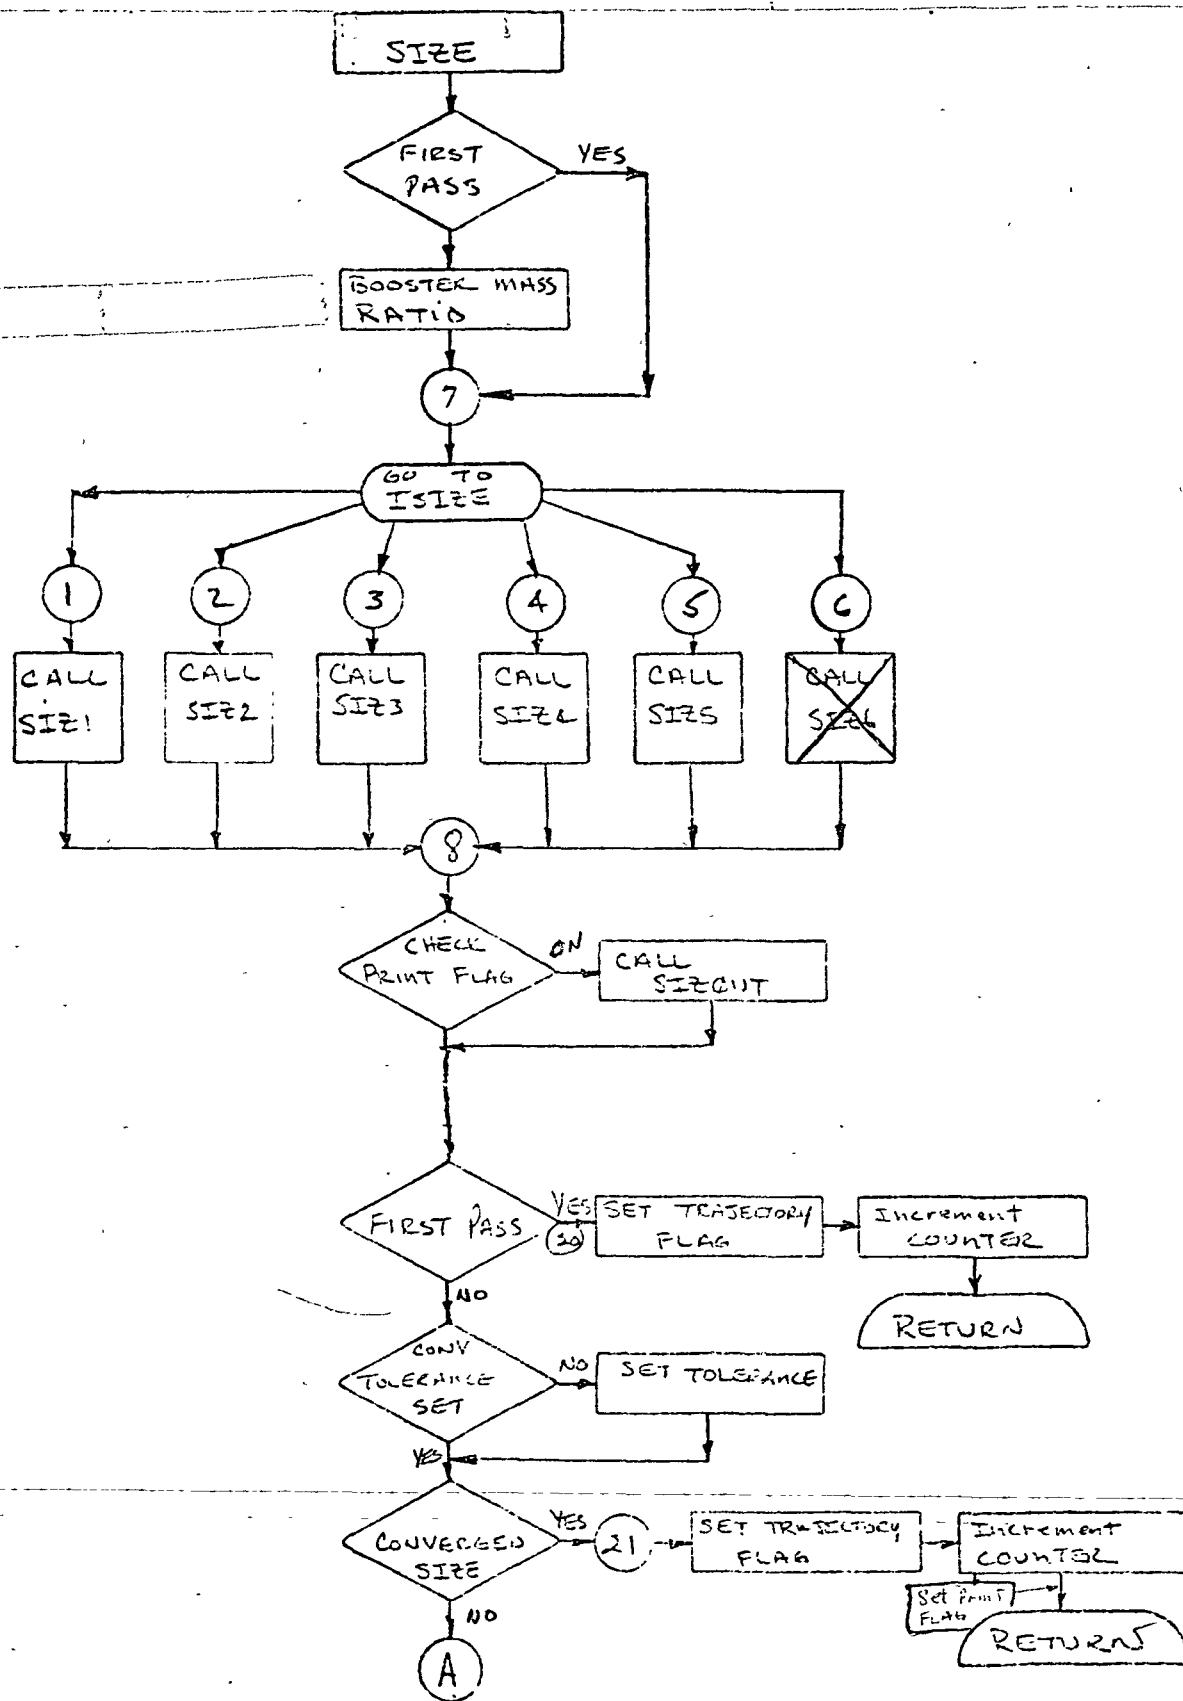 SIZE
FIRST
PASS
YES
BOOSTER MASS
RATIO
7
GO TO
ISIZE
1
2
3
4
5
6
CALL
SIZ1
CALL
SIZ2
CALL
SIZ3
CALL
SIZ4
CALL
SIZ5
CALL
SIZ6
8
CHECK
PRINT FLAG
ON
CALL
SIZOUT
FIRST PASS
YES
20
SET TRAJECTORY
FLAG
Increment
COUNTER
RETURN
NO
CONV
TOLERANCE
SET
NO
SET TOLERANCE
YES
CONVERGED
SIZE
YES
21
SET TRAJECTORY
FLAG
Increment
COUNTER
Set Print
FLAG
RETURN
NO
A